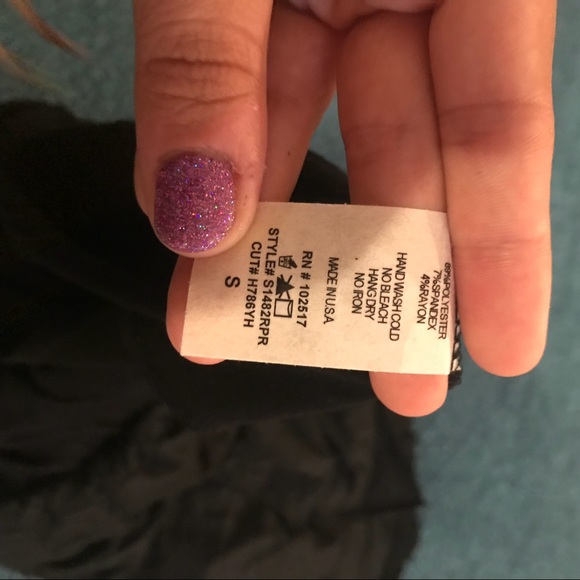 89%POLYESTER
7%SPANDEX
4%RAYON
HAND WASH COLD
NO BLEACH
HANG DRY
NO IRON
MADE IN U.S.A
RN # 102517
STYLE# S1482RPR
CUT# H786YH
S